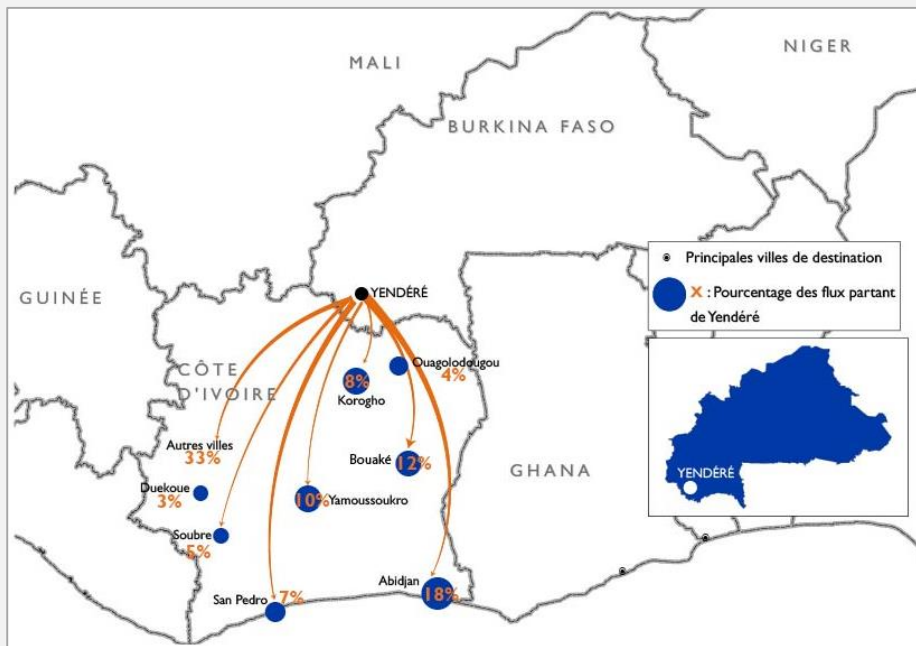 NIGER
MALI
BURKINA FASO
Principales villes de destination
X : Pourcentage des flux partant
de Yendéré
YENDÉRÉ
GUINÉE
CÔTE
D'IVOIRE
Ouagolodougou
4%
8%
Korogho
Autres villes
33%
Bouaké
12%
GHANA
YENDÉRÉ
Duekoue
3%
10%
Yamoussoukro
Soubre
5%
Abidjan
18%
San Pedro
7%